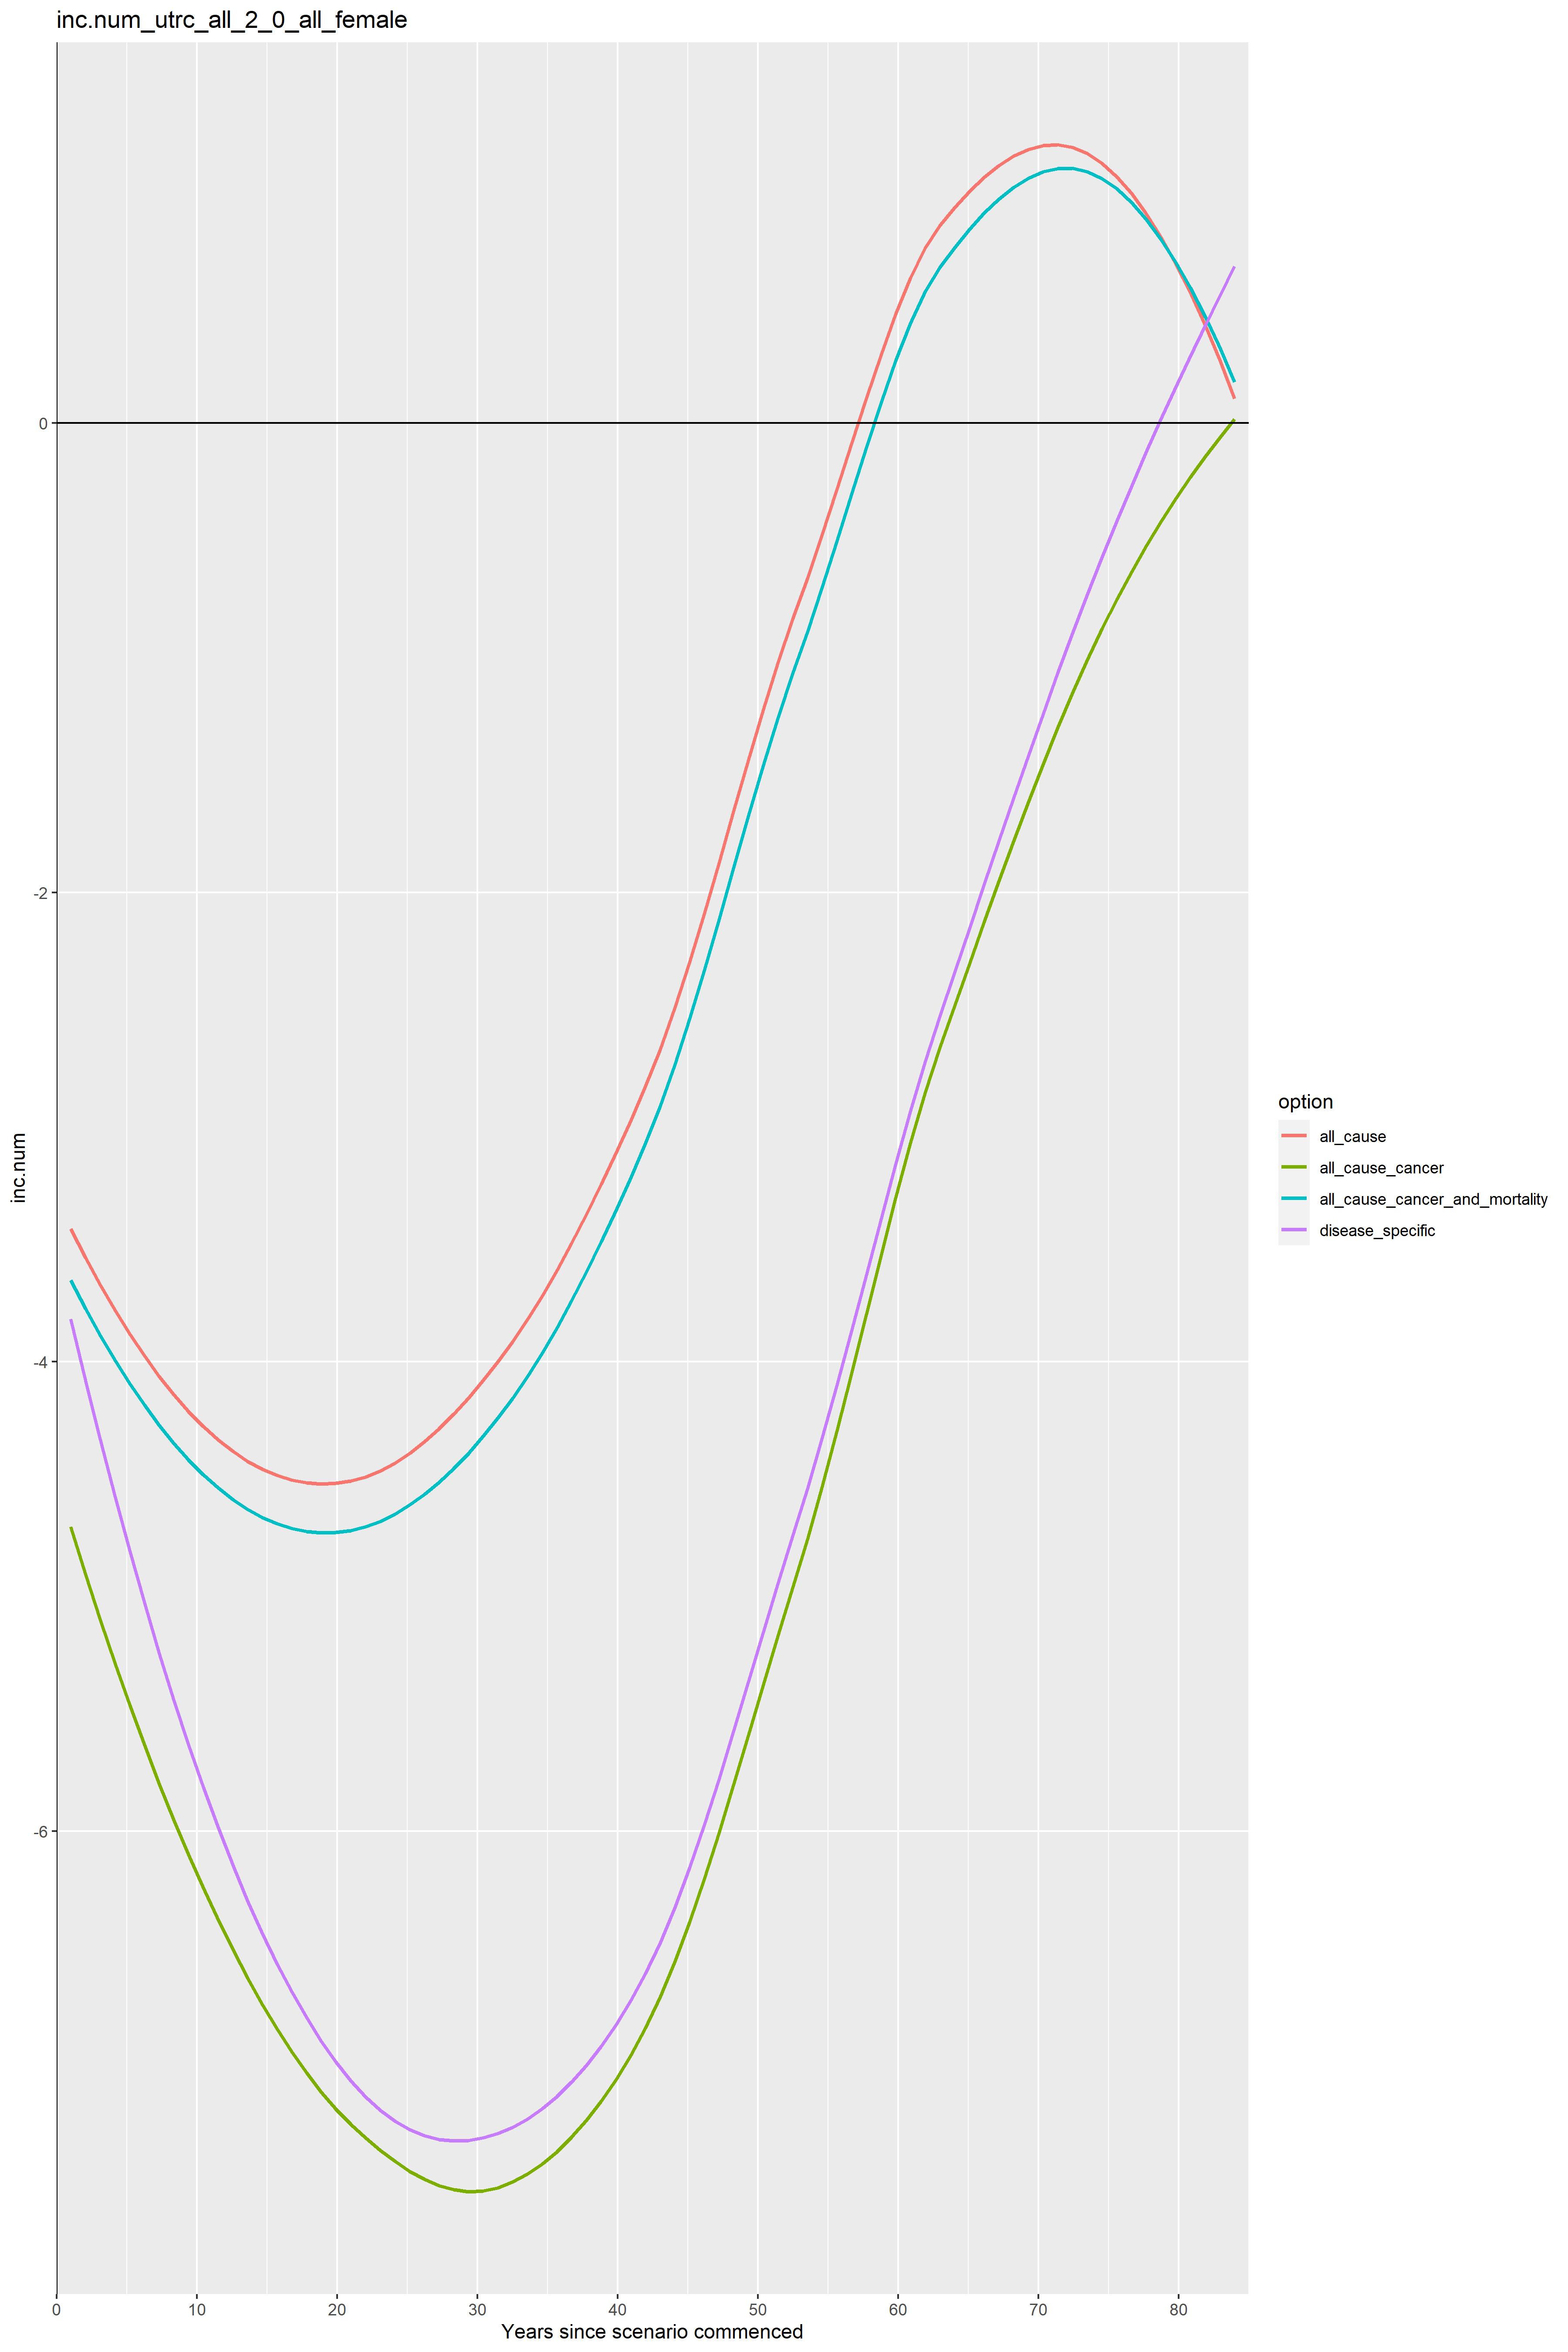 inc.num_utrc_all_2_0_all_female
inc.num
0
-2
-4
-6
0 10 20 30 40 50 60 70 80
Years since scenario commenced
option
all_cause
all_cause_cancer
all_cause_cancer_and_mortality
disease_specific